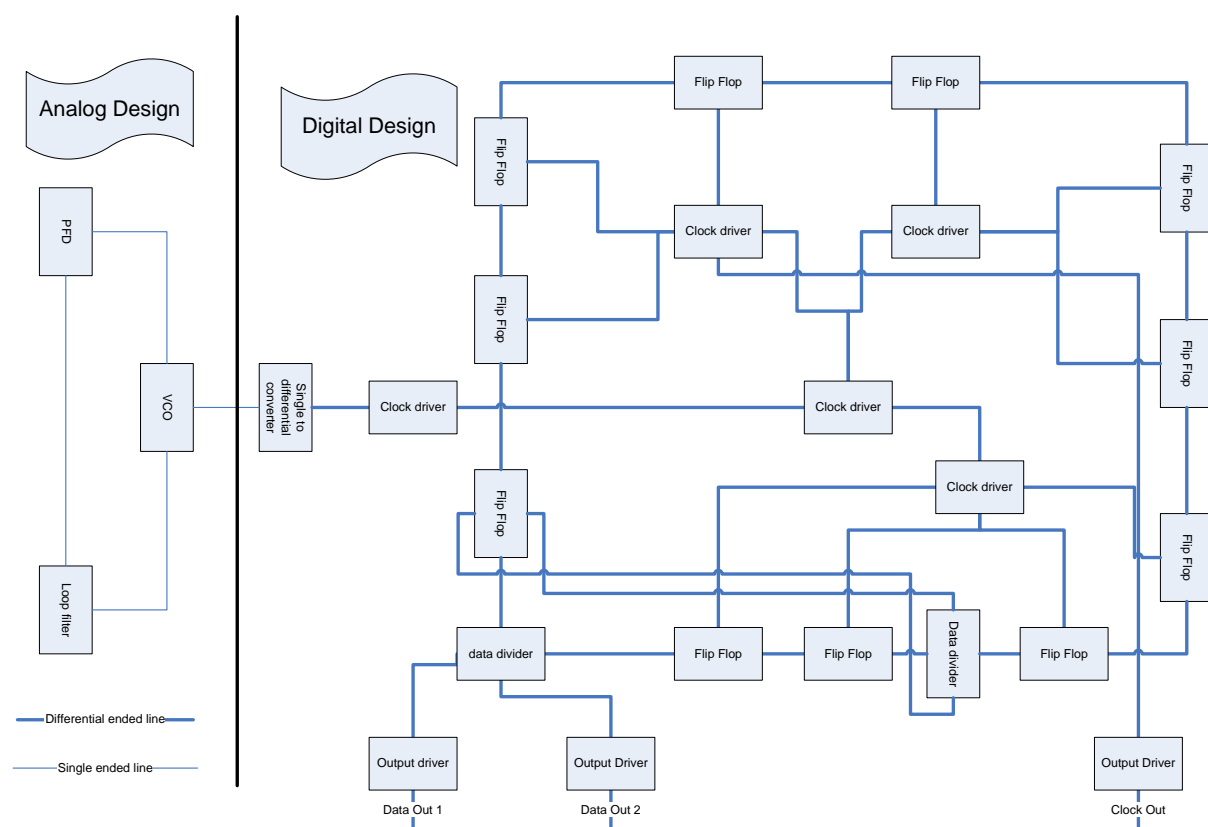 Analog Design
Digital Design
Flip Flop
Flip Flop
Flip Flop
Flip Flop
PFD
Clock driver
Clock driver
Flip Flop
Flip Flop
VCO
Single to
differential
converter
Clock driver
Clock driver
Clock driver
Flip Flop
Flip Flop
Loop filter
data divider
Flip Flop
Flip Flop
Data divider
Flip Flop
Differential ended line
Single ended line
Output driver
Output Driver
Output Driver
Data Out 1
Data Out 2
Clock Out